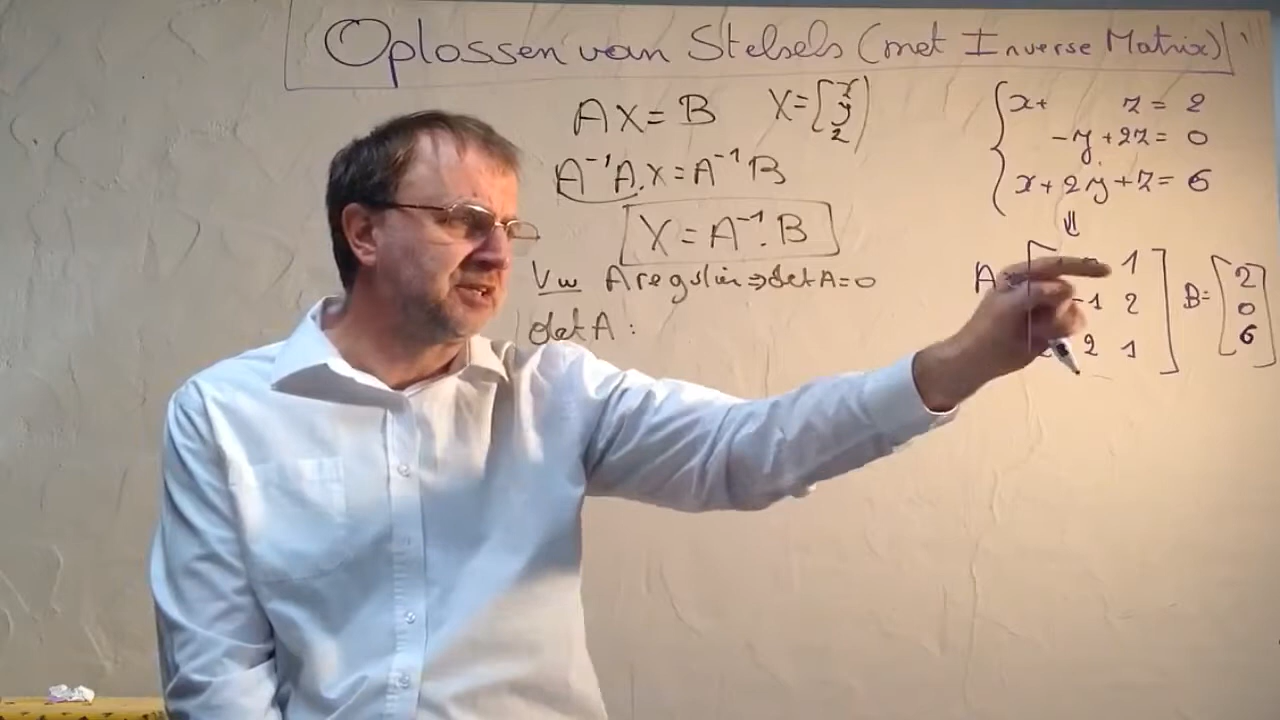 Oplossen van Stelsels (met Inverse Matrix)
AX = B X = [x y z]
A⁻¹A.X = A⁻¹B
X = A⁻¹.B
Vw A regulier ⇒ det A = 0
det A :
x + z = 2
-y + 2z = 0
x + 2y + z = 6
⇓
A = 1
-1 2
2 1
B = [2 0 6]